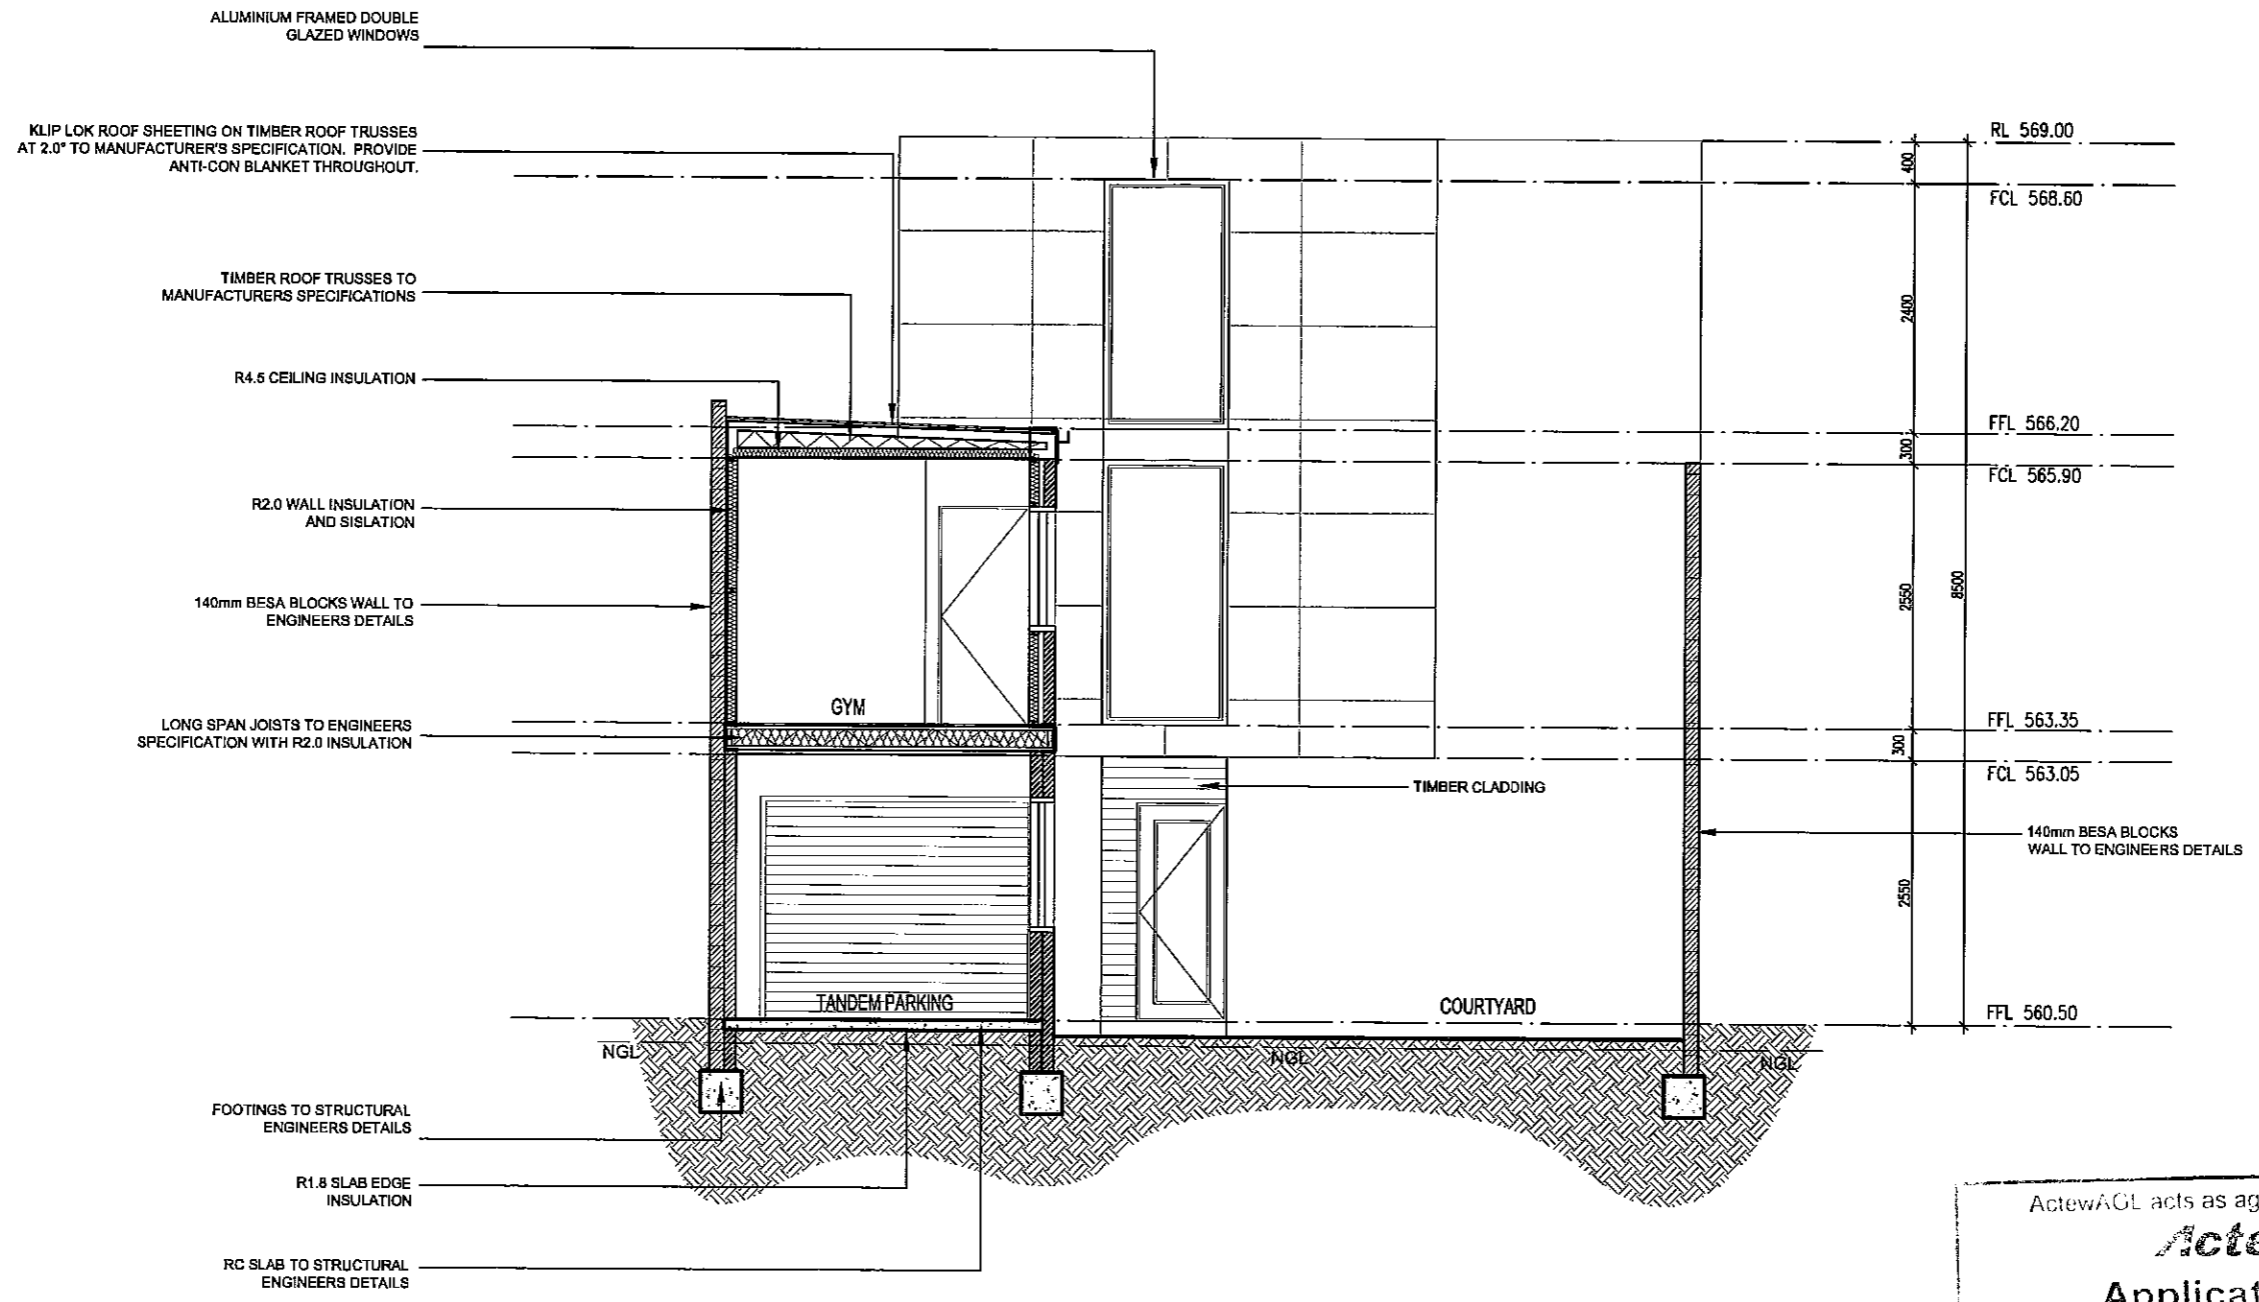 ALUMINIUM FRAMED DOUBLE
GLAZED WINDOWS
KLIP LOK ROOF SHEETING ON TIMBER ROOF TRUSSES
AT 2.0° TO MANUFACTURER'S SPECIFICATION. PROVIDE
ANTI-CON BLANKET THROUGHOUT.
TIMBER ROOF TRUSSES TO
MANUFACTURERS SPECIFICATIONS
R4.5 CEILING INSULATION
R2.0 WALL INSULATION
AND SISLATION
140mm BESA BLOCKS WALL TO
ENGINEERS DETAILS
LONG SPAN JOISTS TO ENGINEERS
SPECIFICATION WITH R2.0 INSULATION
FOOTINGS TO STRUCTURAL
ENGINEERS DETAILS
R1.8 SLAB EDGE
INSULATION
RC SLAB TO STRUCTURAL
ENGINEERS DETAILS
GYM
TANDEM PARKING
TIMBER CLADDING
COURTYARD
NGL
NGL
NGL
400
2400
300
2550
300
2550
8500
RL 569.00
FCL 568.60
FFL 566.20
FCL 565.90
FFL 563.35
FCL 563.05
140mm BESA BLOCKS
WALL TO ENGINEERS DETAILS
FFL 560.50
ActewAGL acts as ag
Acte
Applicat